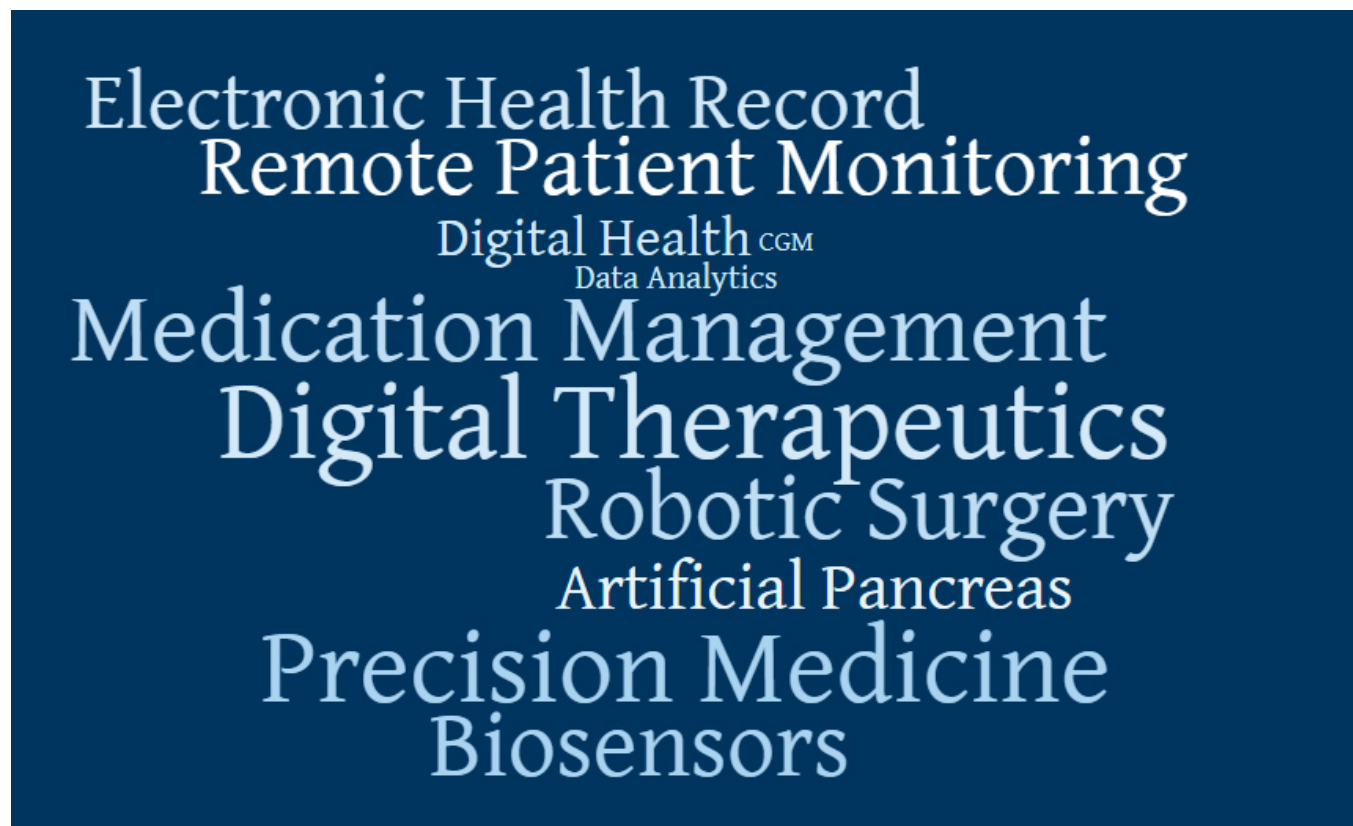 Electronic Health Record
Remote Patient Monitoring
Digital Health CGM
Data Analytics
Medication Management
Digital Therapeutics
Robotic Surgery
Artificial Pancreas
Precision Medicine
Biosensors